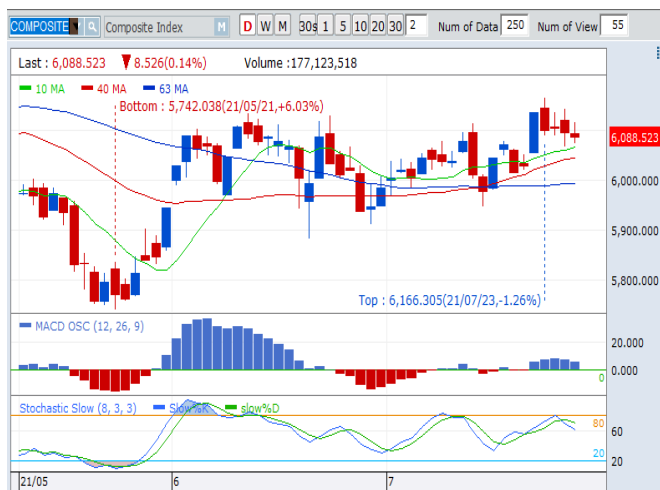 COMPOSITE Composite Index M D W M 30s 1 5 10 20 30 2 Num of Data 250 Num of View 55
Last : 6,088.523 ▼ 8.526(0.14%) Volume :177,123,518
10 MA 40 MA 63 MA
Bottom : 5,742.038(21/05/21,+6.03%)
6,088.523
6,000.000
5,900.000
5,800.000
Top : 6,166.305(21/07/23,-1.26%)
MACD OSC (12, 26, 9)
20.000
0.000
0
Stochastic Slow (8, 3, 3) Slow%K slow%D
80
60
20
20
21/05 6 7